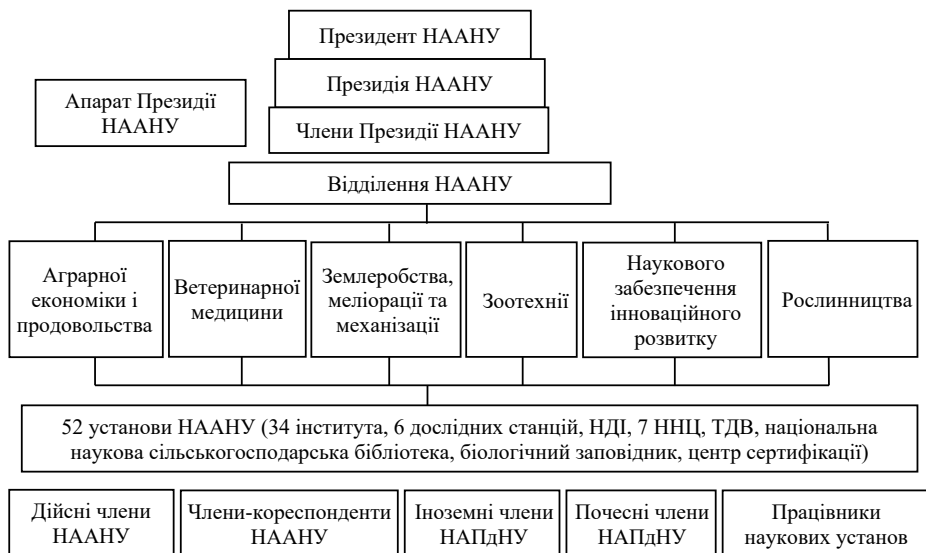 Президент НААНУ
Президія НААНУ
Апарат Президії
НААНУ
Члени Президії НААНУ
Відділення НААНУ
Аграрної
економіки і
продовольства
Ветеринарної
медицини
Землеробства,
меліорації та
механізації
Зоотехнії
Наукового
забезпечення
інноваційного
розвитку
Рослинництва
52 установи НААНУ (34 інститута, 6 дослідних станцій, НДІ, 7 ННЦ, ТДВ, національна
наукова сільськогосподарська бібліотека, біологічний заповідник, центр сертифікації)
Дійсні члени
НААНУ
Члени-кореспонденти
НААНУ
Іноземні члени
НАПдНУ
Почесні члени
НАПдНУ
Працівники
наукових установ